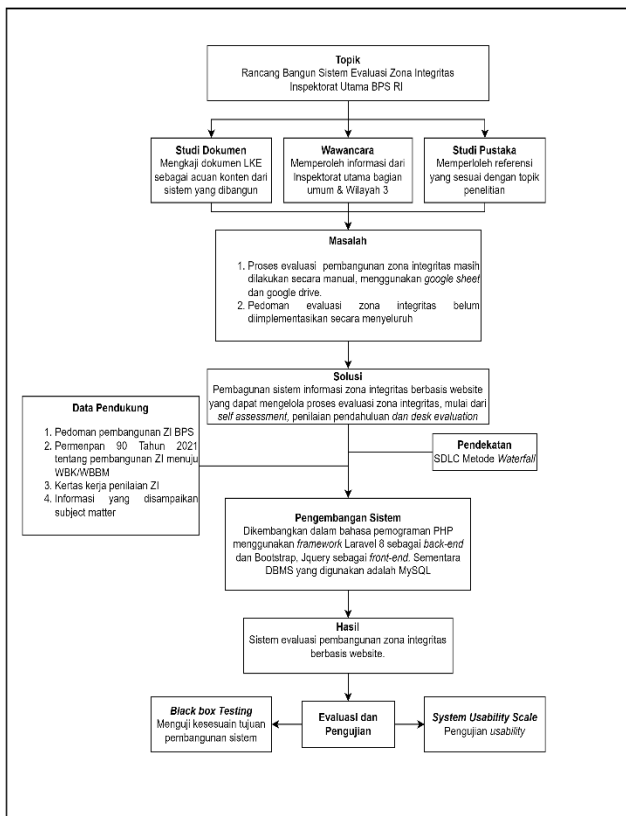 Topik
Rancang Bangun Sistem Evaluasi Zona Integritas
Inspektorat Utama BPS RI
Studi Dokumen
Mengkaji dokumen LKE
sebagai acuan konten dari
sistem yang dibangun
Wawancara
Memperoleh informasi dari
Inspektorat utama bagian
umum & Wilayah 3
Studi Pustaka
Memperloleh referensi
yang sesuai dengan topik
penelitian
Masalah
1. Proses evaluasi pembangunan zona integritas masih
dilakukan secara manual, menggunakan google sheet
dan google drive.
2. Pedoman evaluasi zona integritas belum
diimplementasikan secara menyeluruh
Solusi
Pembagunan sistem informasi zona integritas berbasis website
yang dapat mengelola proses evaluasi zona integritas, mulai dari
self assessment, penilaian pendahuluan dan desk evaluation
Data Pendukung
1. Pedoman pembangunan ZI BPS
2. Permenpan 90 Tahun 2021
tentang pembangunan ZI menuju
WBK/WBBM
3. Kertas kerja penilaian ZI
4. Informasi yang disampaikan
subject matter
Pendekatan
SDLC Metode Waterfall
Pengembangan Sistem
Dikembangkan dalam bahasa pemograman PHP
menggunakan framework Laravel 8 sebagai back-end
dan Bootstrap, Jquery sebagai front-end. Sementara
DBMS yang digunakan adalah MySQL
Hasil
Sistem evaluasi pembangunan zona integritas
berbasis website.
Black box Testing
Menguji kesesuain tujuan
pembangunan sistem
Evaluasi dan
Pengujian
System Usability Scale
Pengujian usability